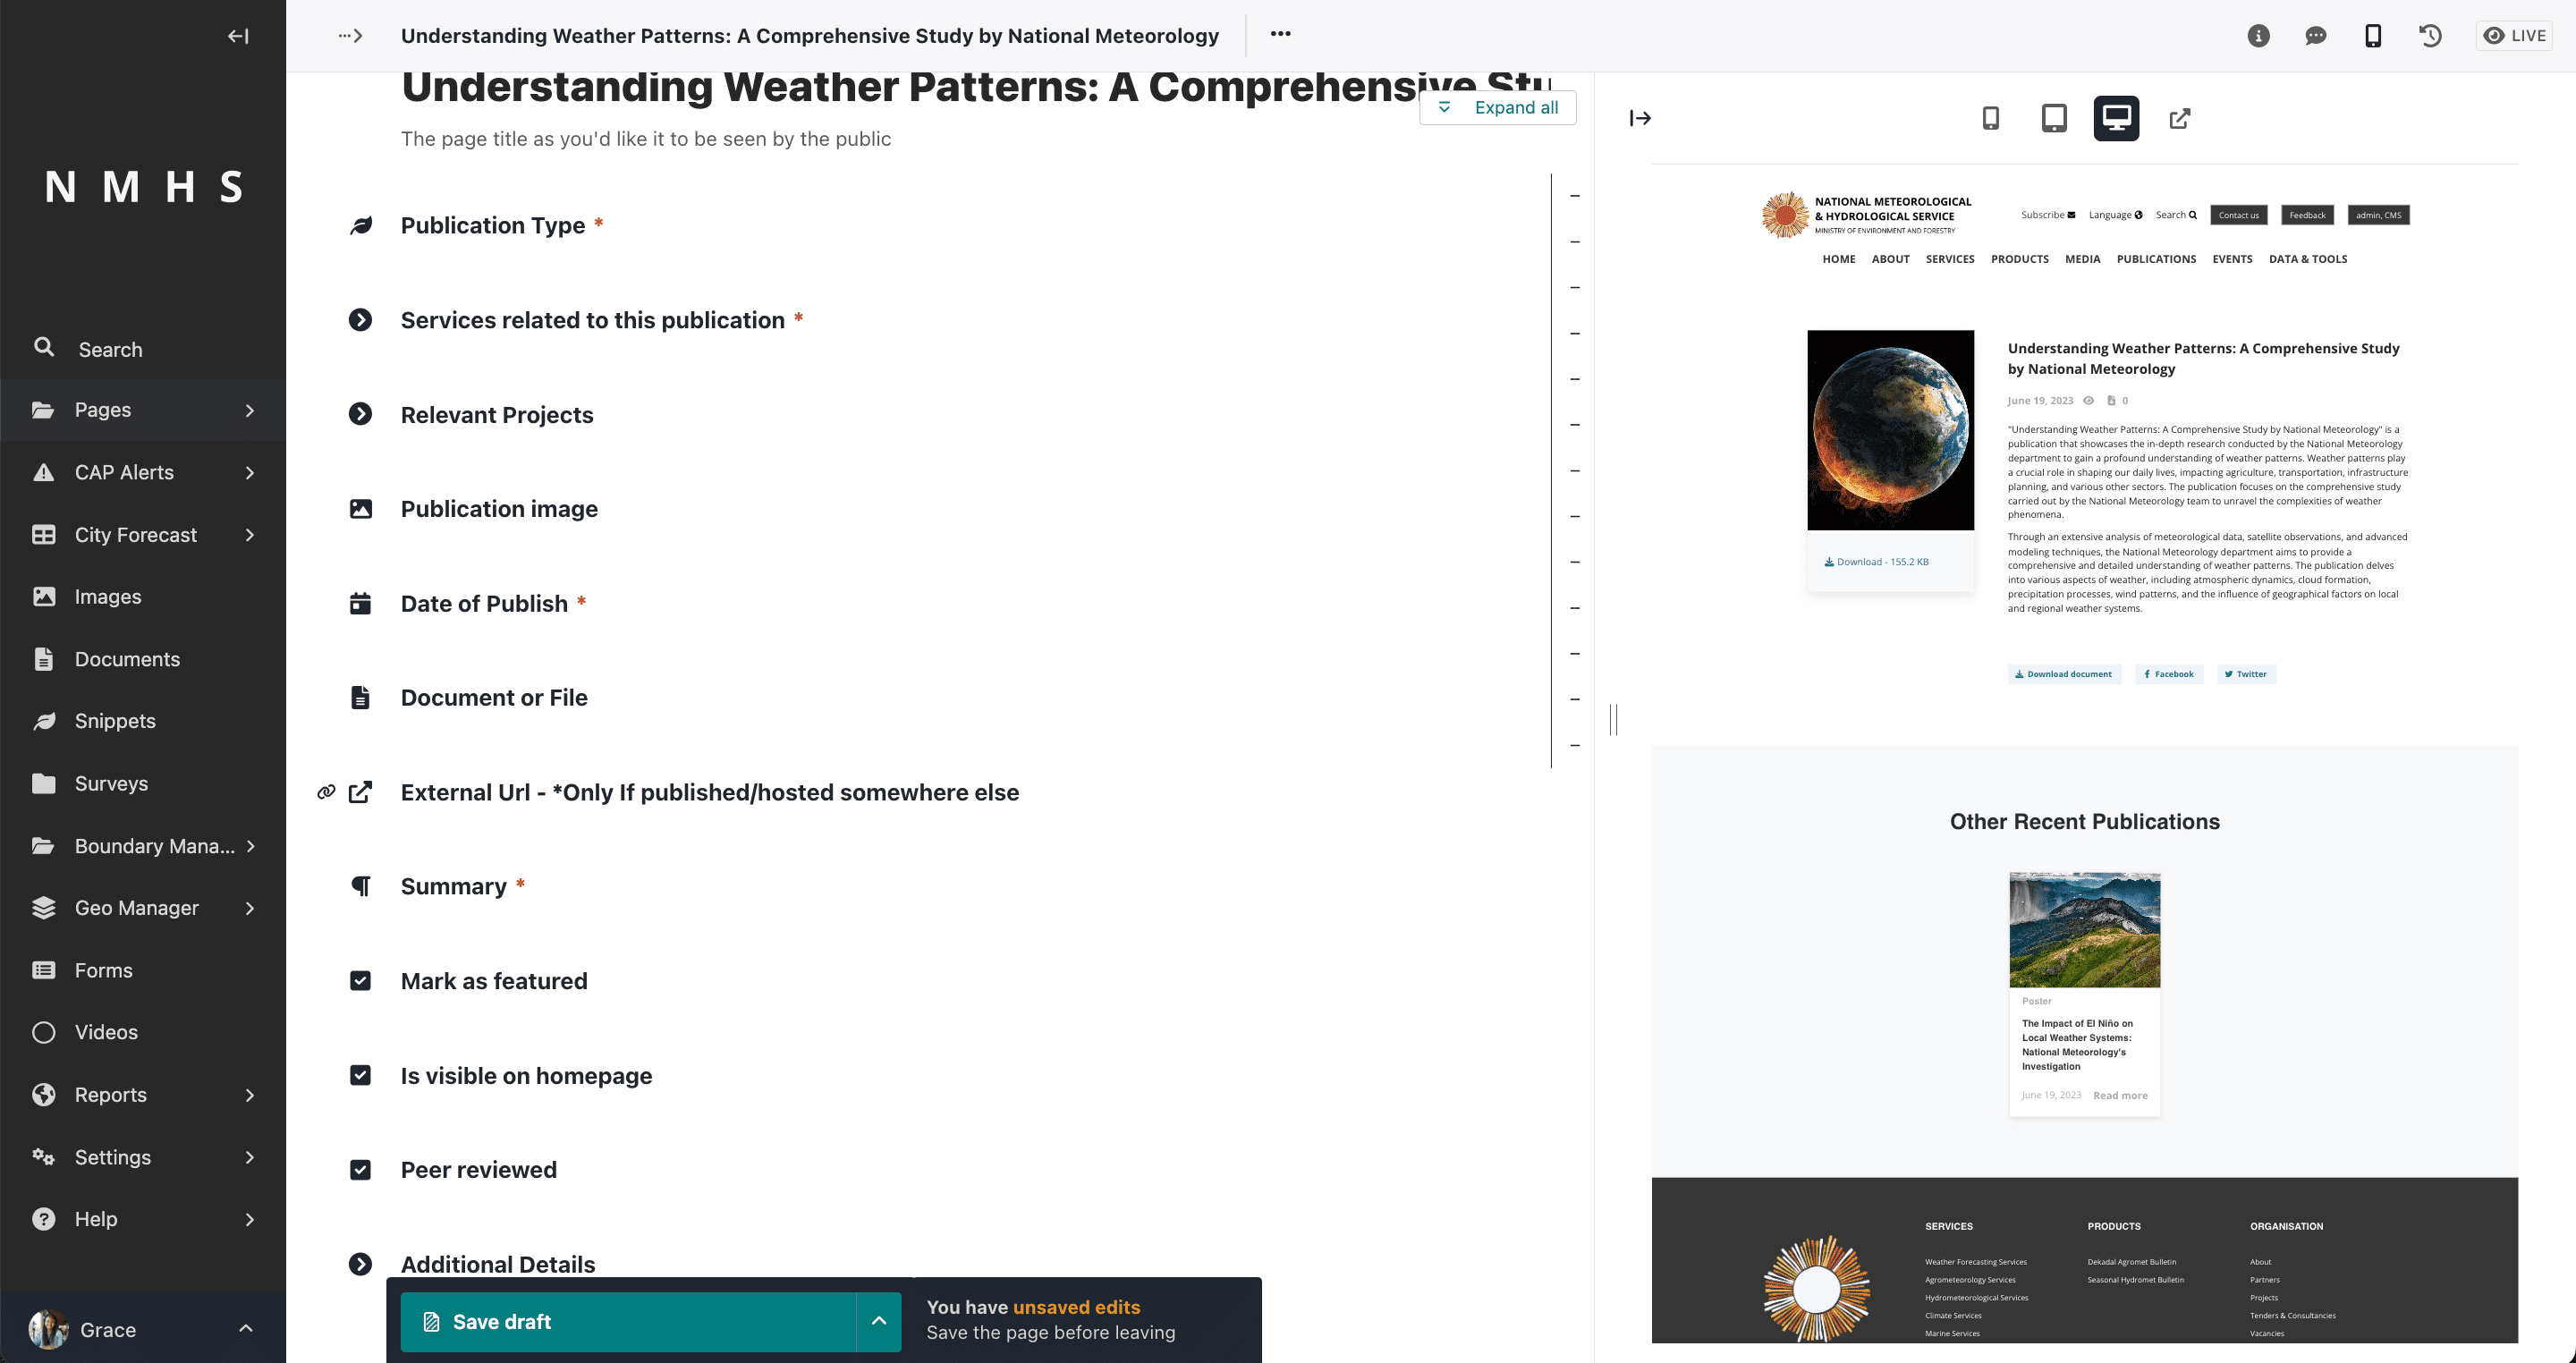 N M H S
Search
Pages
CAP Alerts
City Forecast
Images
Documents
Snippets
Surveys
Boundary Mana...
Geo Manager
Forms
Videos
Reports
Settings
Help
Grace
Understanding Weather Patterns: A Comprehensive Study by National Meteorology
LIVE
Understanding Weather Patterns: A Comprehensive Stu
Expand all
The page title as you'd like it to be seen by the public
Publication Type *
Services related to this publication *
Relevant Projects
Publication image
Date of Publish *
Document or File
External Url - *Only If published/hosted somewhere else
Summary *
Mark as featured
Is visible on homepage
Peer reviewed
Additional Details
Save draft
You have unsaved edits
Save the page before leaving
NATIONAL METEOROLOGICAL
& HYDROLOGICAL SERVICE
MINISTRY OF ENVIRONMENT AND FORESTRY
Subscribe Language Search Contact us Feedback admin, CMS
HOME ABOUT SERVICES PRODUCTS MEDIA PUBLICATIONS EVENTS DATA & TOOLS
Understanding Weather Patterns: A Comprehensive Study
by National Meteorology
June 19, 2023 0
"Understanding Weather Patterns: A Comprehensive Study by National Meteorology" is a
publication that showcases the in-depth research conducted by the National Meteorology
department to gain a profound understanding of weather patterns. Weather patterns play
a crucial role in shaping our daily lives, impacting agriculture, transportation, infrastructure
planning, and various other sectors. The publication focuses on the comprehensive study
carried out by the National Meteorology team to unravel the complexities of weather
phenomena.
Through an extensive analysis of meteorological data, satellite observations, and advanced
modeling techniques, the National Meteorology department aims to provide a
comprehensive and detailed understanding of weather patterns. The publication delves
into various aspects of weather, including atmospheric dynamics, cloud formation,
precipitation processes, wind patterns, and the influence of geographical factors on local
and regional weather systems.
Download - 155.2 KB
Download document Facebook Twitter
Other Recent Publications
Poster
The Impact of El Niño on
Local Weather Systems:
National Meteorology's
Investigation
June 19, 2023 Read more
SERVICES
Weather Forecasting Services
Agrometeorology Services
Hydrometeorological Services
Climate Services
Marine Services
PRODUCTS
Dekadal Agromet Bulletin
Seasonal Hydromet Bulletin
ORGANISATION
About
Partners
Projects
Tenders & Consultancies
Vacancies